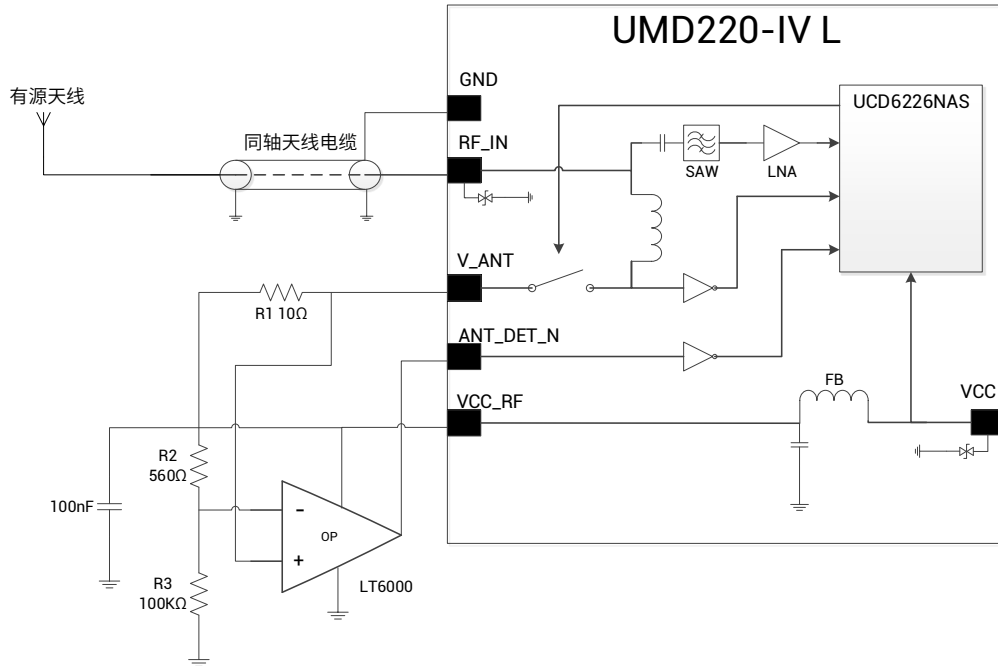 UMD220-IV L
GND
UCD6226NAS
有源天线
同轴天线电缆
RF_IN
SAW
LNA
V_ANT
R1 10Ω
ANT_DET_N
FB
VCC_RF
VCC
R2
560Ω
100nF
-
OP
+
R3
100KΩ
LT6000